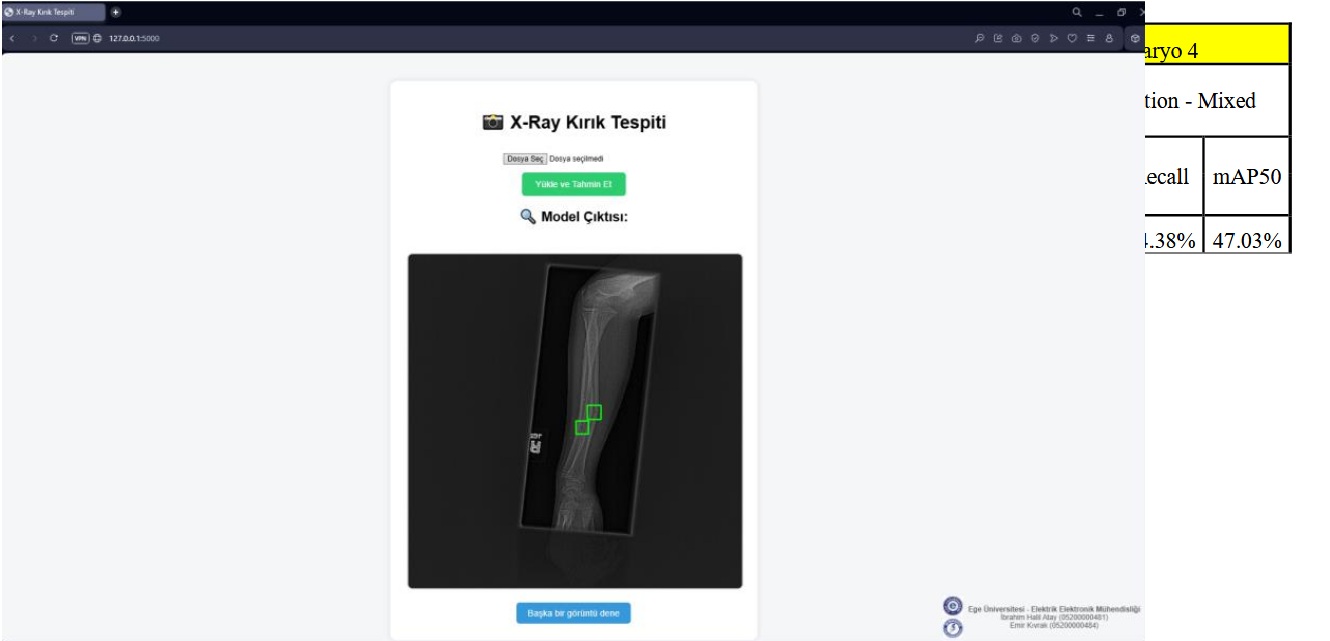 X-Ray Kırık Tespiti
VPN
127.0.0.1:5000
X-Ray Kırık Tespiti
Dosya Seç Dosya seçilmedi
Yükle ve Tahmin Et
Model Çıktısı:
R
Başka bir görüntü dene
Ege Üniversitesi - Elektrik Elektronik Mühendisliği
İbrahim Halil Atay (05200000481)
Emir Kıvrak (05200000484)
aryo 4
tion - Mixed
ecall mAP50
.38% 47.03%